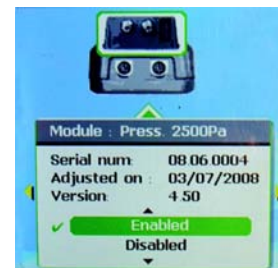 Module : Press. 2500Pa
Serial num: 08.06.0004
Adjusted on : 03/07/2008
Version: 4.50
Enabled
Disabled